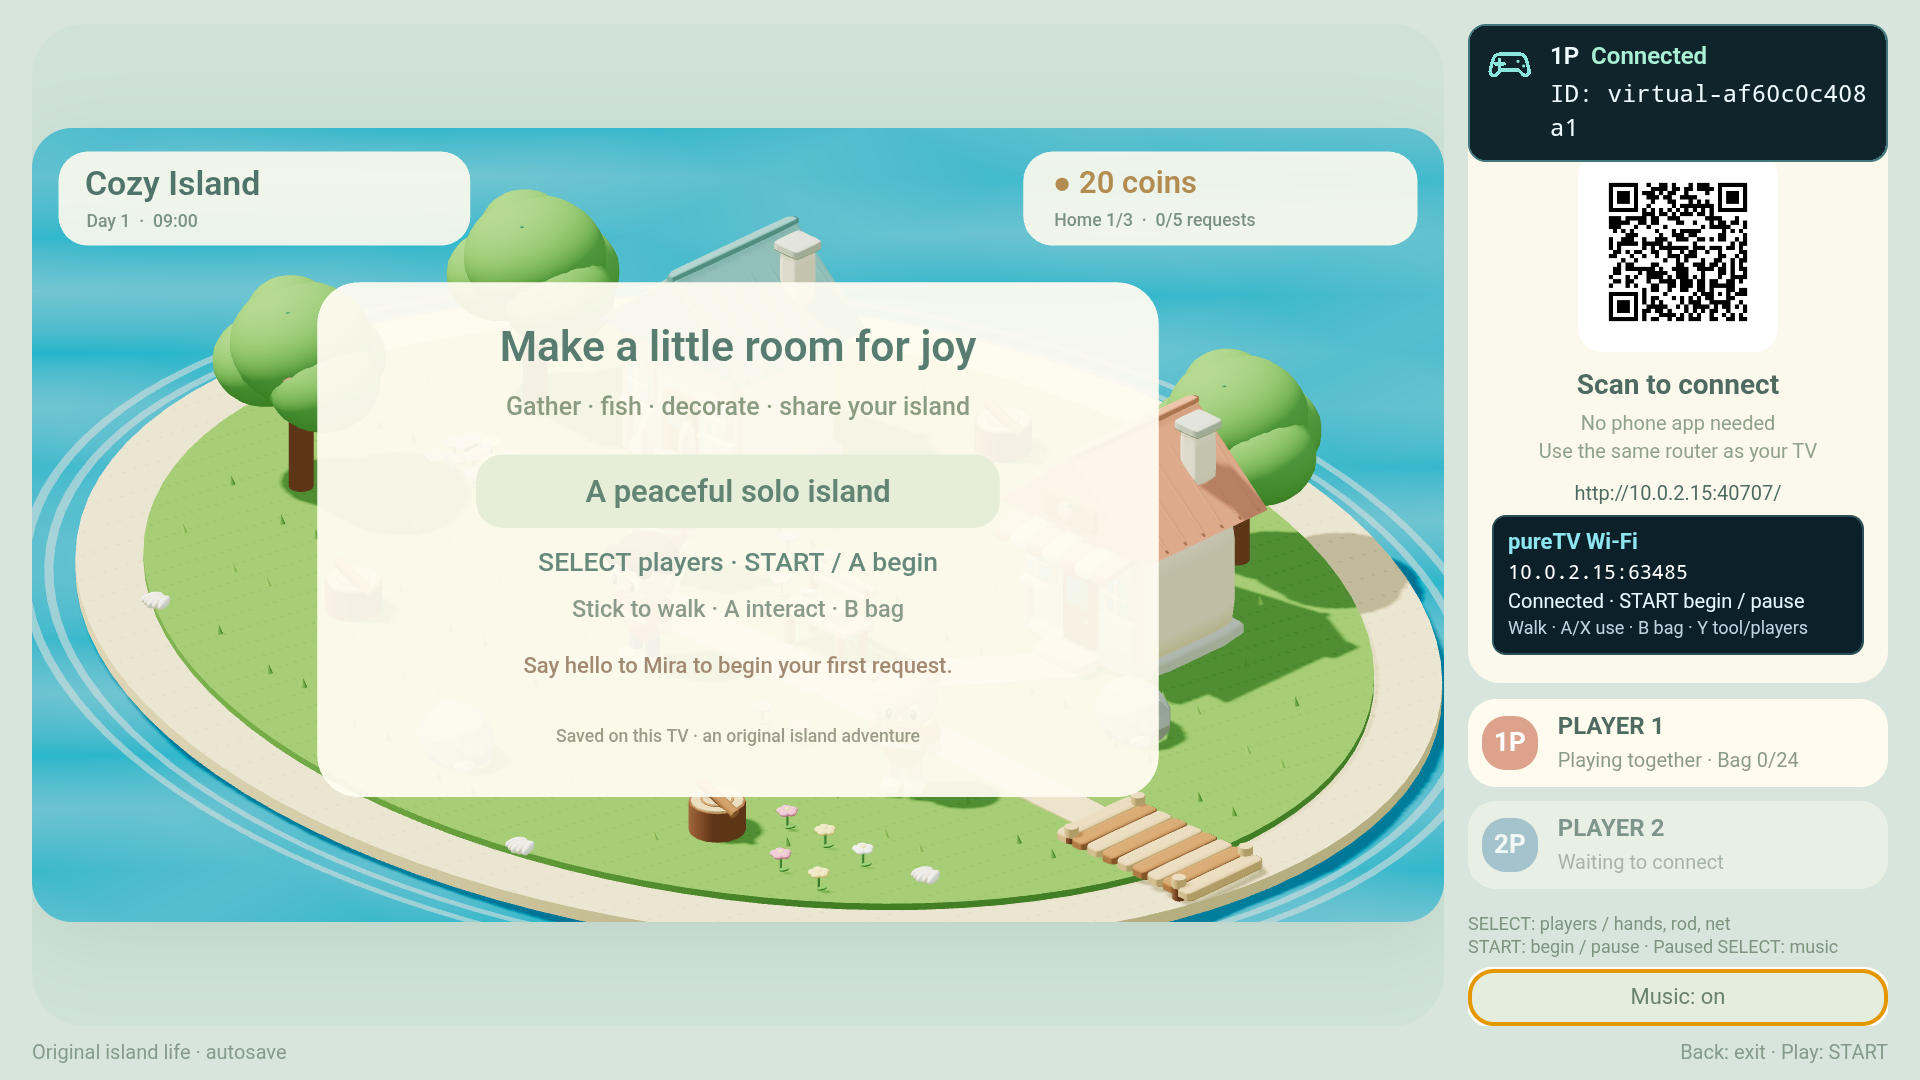 Cozy Island
Day 1 · 09:00
● 20 coins
Home 1/3 · 0/5 requests
Make a little room for joy
Gather · fish · decorate · share your island
A peaceful solo island
SELECT players · START / A begin
Stick to walk · A interact · B bag
Say hello to Mira to begin your first request.
Saved on this TV · an original island adventure
1P Connected
ID: virtual-af60c0c408
a1
Scan to connect
No phone app needed
Use the same router as your TV
http://10.0.2.15:40707/
pureTV Wi-Fi
10.0.2.15:63485
Connected · START begin / pause
Walk · A/X use · B bag · Y tool/players
1P
PLAYER 1
Playing together · Bag 0/24
2P
PLAYER 2
Waiting to connect
SELECT: players / hands, rod, net
START: begin / pause · Paused SELECT: music
Music: on
Original island life · autosave
Back: exit · Play: START